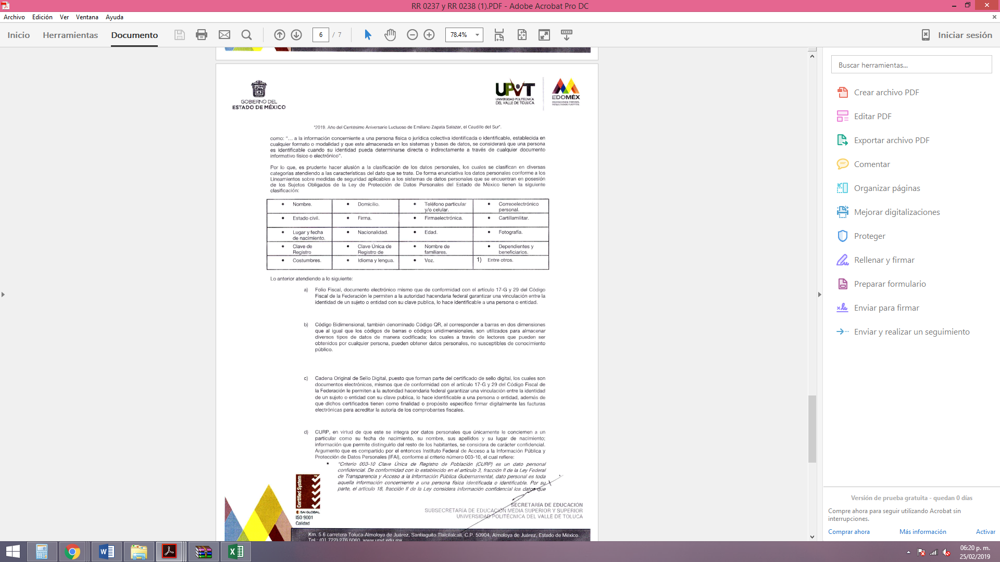 RR 0237 y RR 0238 (1).PDF - Adobe Acrobat Pro DC
Archivo Edición Ver Ventana Ayuda
Inicio Herramientas Documento 6 / 7 78.4% Iniciar sesión
GOBIERNO DEL
ESTADO DE MÉXICO
UPVT
UNIVERSIDAD POLITÉCNICA
DEL VALLE DE TOLUCA
EDOMÉX
DECISIONES FIRMES,
RESULTADOS FUERTES.
"2019. Año del Centésimo Aniversario Luctuoso de Emiliano Zapata Salazar, el Caudillo del Sur".
como: "… a la información concerniente a una persona física o jurídica colectiva identificada o identificable, establecida en
cualquier formato o modalidad y que este almacenada en los sistemas y bases de datos, se considerará que una persona
es identificable cuando su identidad pueda determinarse directa o indirectamente a través de cualquier documento
informativo físico o electrónico".
Por lo que, es prudente hacer alusión a la clasificación de los datos personales, los cuales se clasifican en diversas
categorías atendiendo a las características del dato que se trate. De forma enunciativa los datos personales conforme a los
Lineamientos sobre medidas de seguridad aplicables a los sistemas de datos personales que se encuentran en posesión
de los Sujetos Obligados de la Ley de Protección de Datos Personales del Estado de México tienen la siguiente
clasificación:
• Nombre. • Domicilio. • Teléfono particular y/o celular. • Correoelectrónico personal.
• Estado civil. • Firma. • Firmaelectrónica. • Cartillamilitar.
• Lugar y fecha de nacimiento. • Nacionalidad. • Edad. • Fotografía.
• Clave de Registro • Clave Única de Registro de • Nombre de familiares. • Dependientes y beneficiarios.
• Costumbres. • Idioma y lengua. • Voz. 1) Entre otros.
Lo anterior atendiendo a lo siguiente:
a) Folio Fiscal, documento electrónico mismo que de conformidad con el artículo 17-G y 29 del Código
Fiscal de la Federación le permiten a la autoridad hacendaria federal garantizar una vinculación entre la
identidad de un sujeto o entidad con su clave publica, lo hace identificable a una persona o entidad.
b) Código Bidimensional, también denominado Código QR, al corresponder a barras en dos dimensiones
que al igual que los códigos de barras o códigos unidimensionales, son utilizados para almacenar
diversos tipos de datos de manera codificada; los cuales a través de lectores que pueden ser
obtenidos por cualquier persona, pueden obtener datos personales, no susceptibles de conocimiento
público.
c) Cadena Original de Sello Digital, puesto que forman parte del certificado de sello digital, los cuales son
documentos electrónicos, mismos que de conformidad con el artículo 17-G y 29 del Código Fiscal de
la Federación le permiten a la autoridad hacendaria federal garantizar una vinculación entre la identidad
de un sujeto o entidad con su clave publica, lo hace identificable a una persona o entidad, además de
que dichos certificados tienen como finalidad o propósito especifico firmar digitalmente las facturas
electrónicas para acreditar la autoría de los comprobantes fiscales.
d) CURP, en virtud de que este se integra por datos personales que únicamente le conciernen a un
particular como su fecha de nacimiento, su nombre, sus apellidos y su lugar de nacimiento;
información que permite distinguirlo del resto de los habitantes, se considera de carácter confidencial.
Argumento que es compartido por el entonces Instituto Federal de Acceso a la Información Pública y
Protección de Datos Personales (IFAI), conforme al criterio número 003-10, el cual refiere:
▪ "Criterio 003-10 Clave Única de Registro de Población (CURP) es un dato personal
confidencial. De conformidad con lo establecido en el artículo 3, fracción II de la Ley Federal
de Transparencia y Acceso a la Información Pública Gubernamental, dato personal es toda
aquella información concerniente a una persona física identificada o identificable. Por su
parte, el artículo 18, fracción II de la Ley considera información confidencial los datos que
Certified System
SAI GLOBAL
ISO 9001
Calidad
SECRETARÍA DE EDUCACIÓN
SUBSECRETARÍA DE EDUCACIÓN MEDIA SUPERIOR Y SUPERIOR
UNIVERSIDAD POLITÉCNICA DEL VALLE DE TOLUCA
Km. 5.6 carretera Toluca-Almoloya de Juárez, Santiaguito Tlalcilalcali, C.P. 50904, Almoloya de Juárez, Estado de México.
Tel.: (01 722) 276 6060, www.upvt.edu.mx
Buscar herramientas...
Crear archivo PDF
Editar PDF
Exportar archivo PDF
Comentar
Organizar páginas
Mejorar digitalizaciones
Proteger
Rellenar y firmar
Preparar formulario
Enviar para firmar
Enviar y realizar un seguimiento
Versión de prueba gratuita - quedan 0 días
Compre ahora para seguir utilizando Acrobat sin
interrupciones.
Comprar ahora Más información Activar
06:20 p. m.
25/02/2019